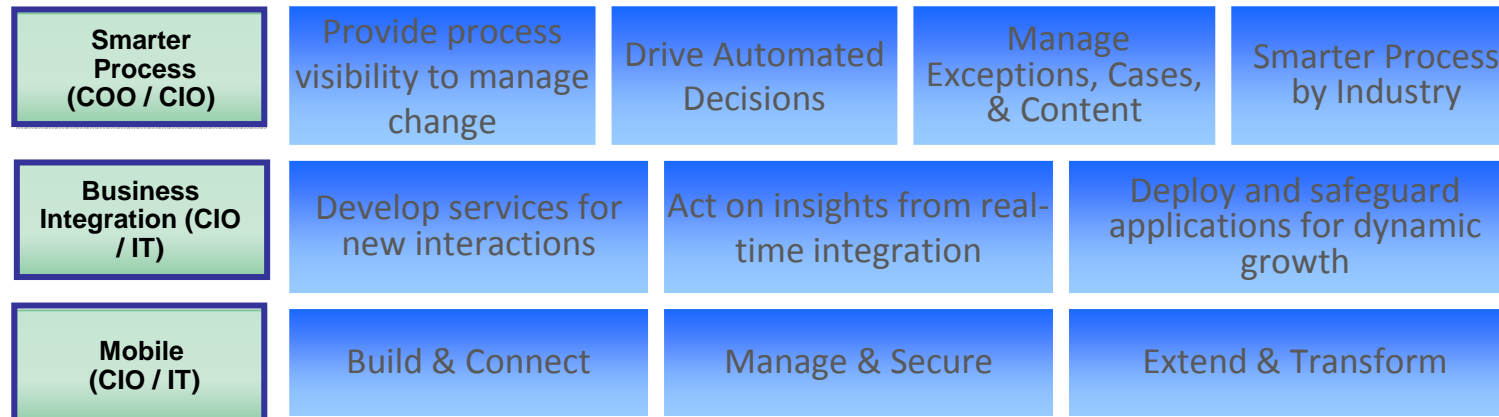 Smarter
Process
(COO / CIO)
Provide process
visibility to manage
change
Drive Automated
Decisions
Manage
Exceptions, Cases,
& Content
Smarter Process
by Industry
Business
Integration (CIO
/ IT)
Develop services for
new interactions
Act on insights from real-
time integration
Deploy and safeguard
applications for dynamic
growth
Mobile
(CIO / IT)
Build & Connect
Manage & Secure
Extend & Transform